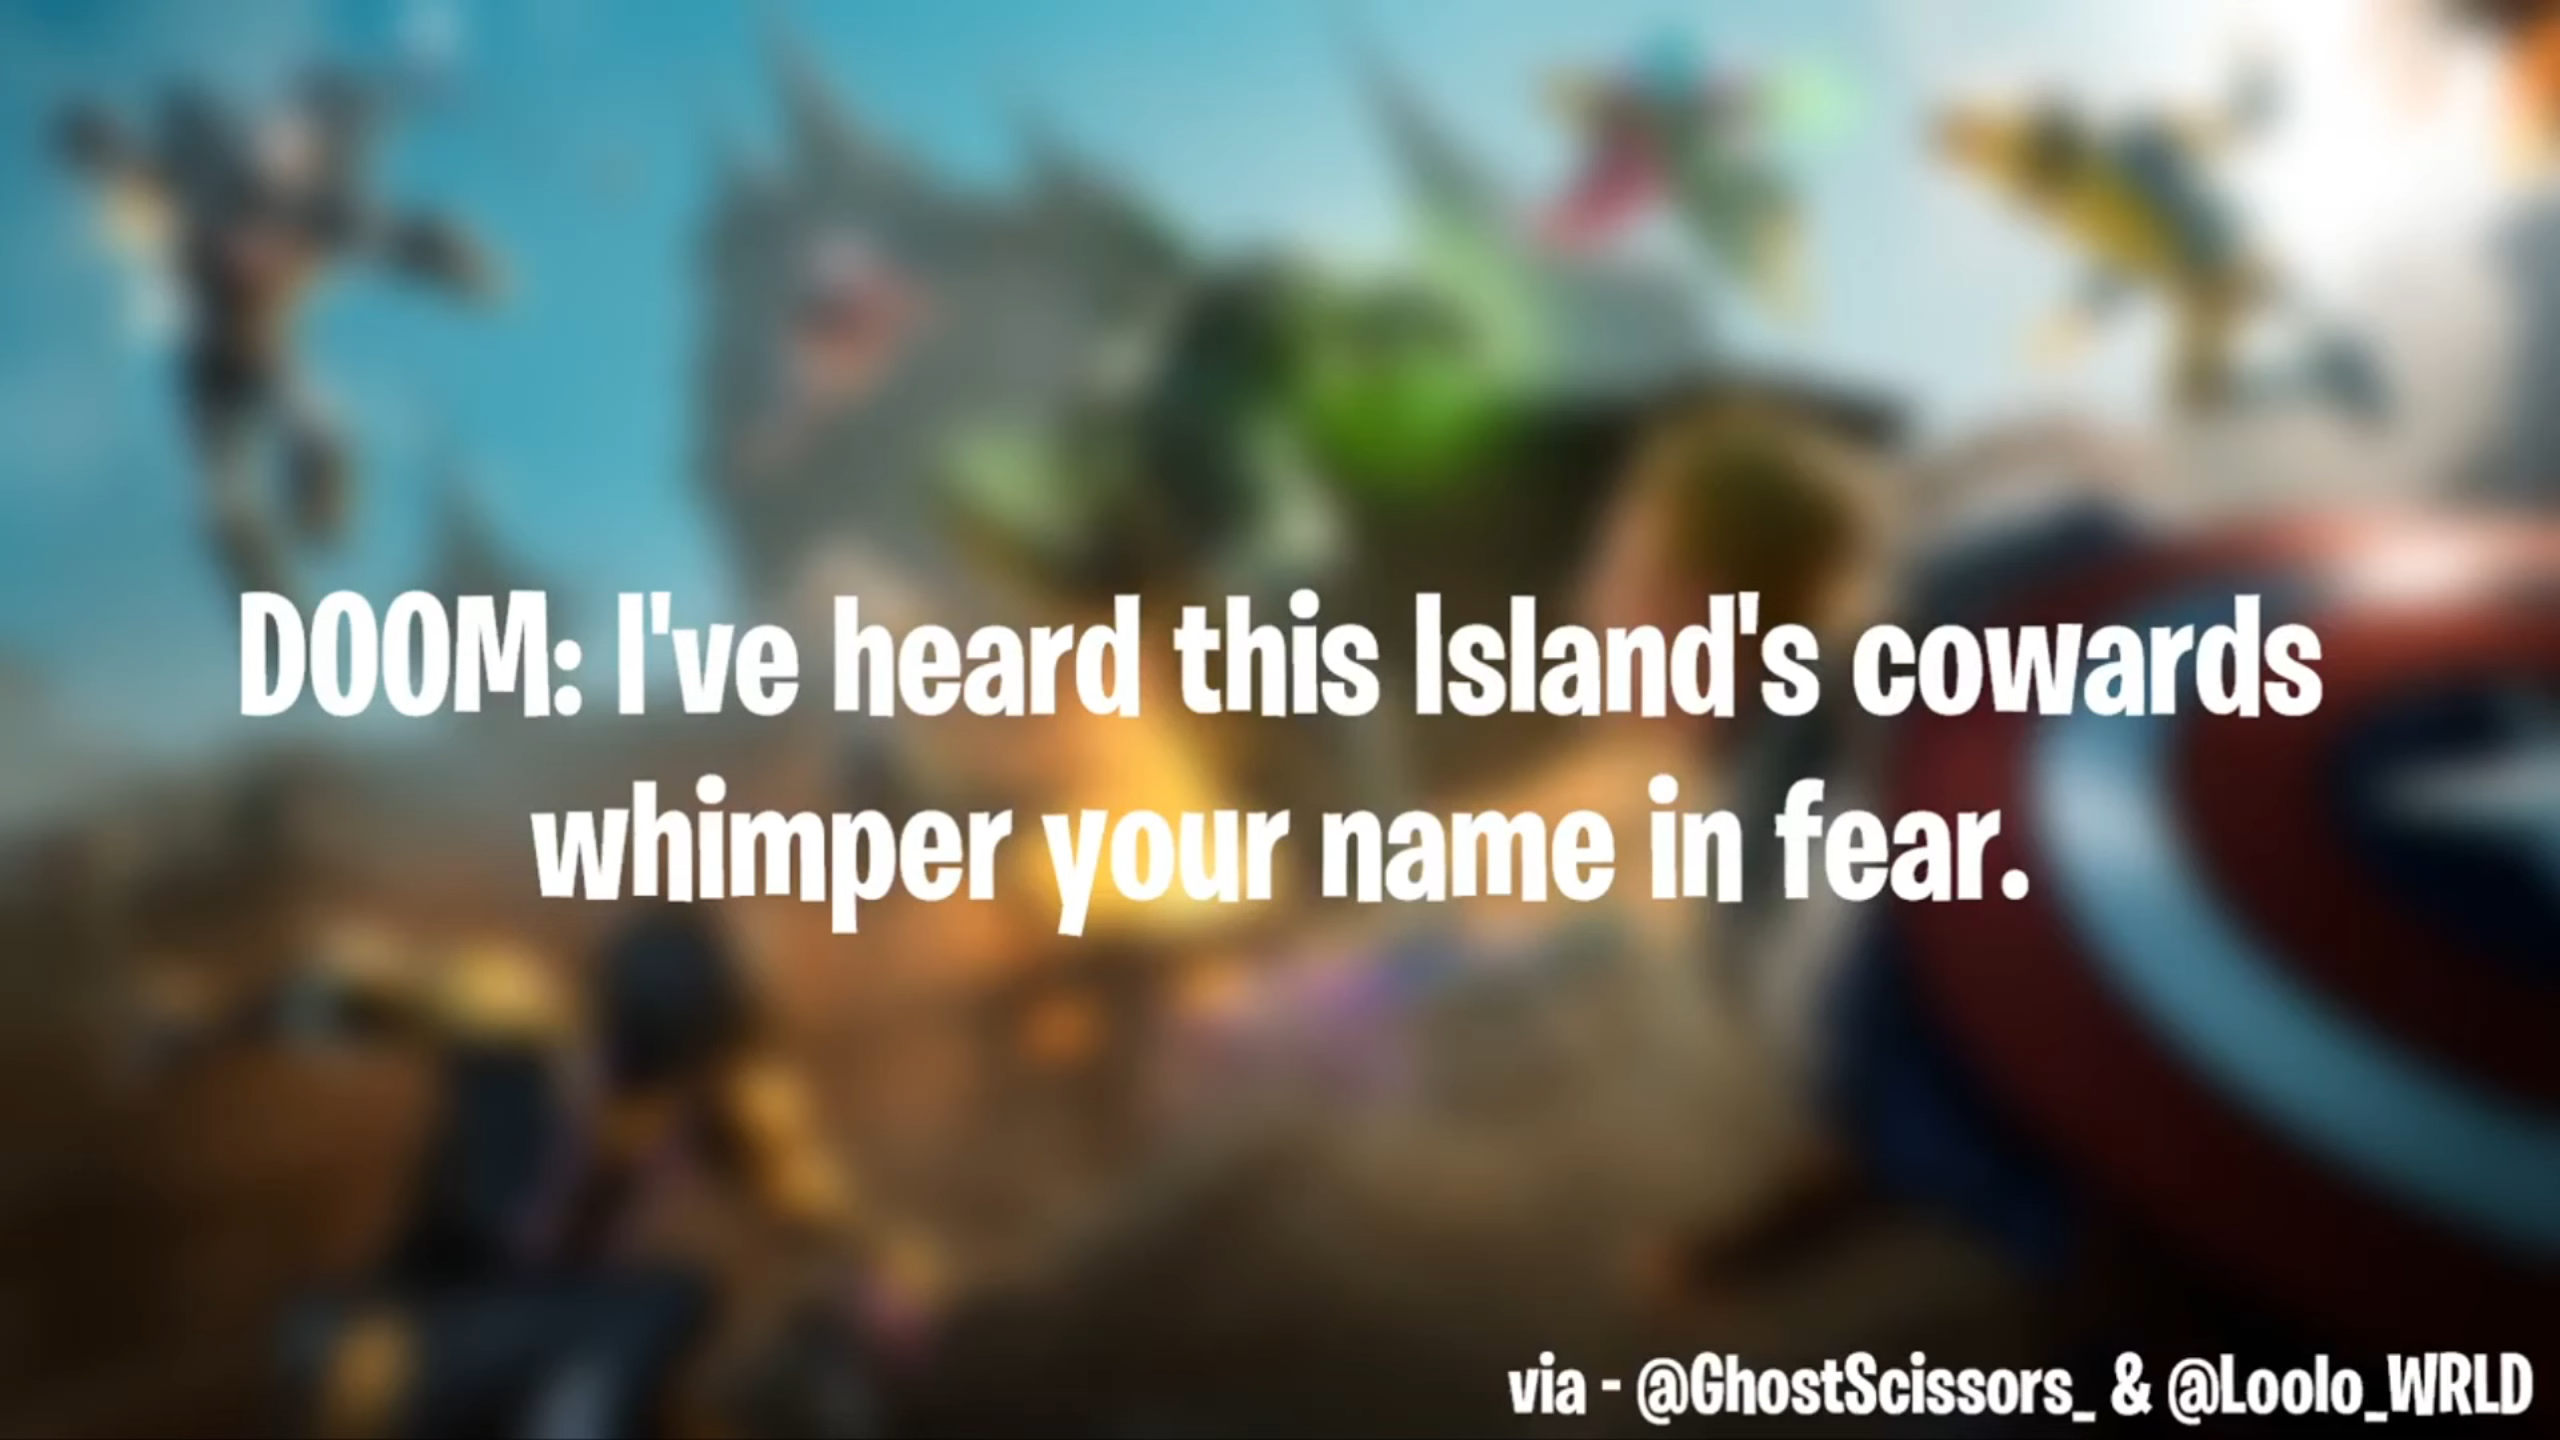 DOOM: I've heard this Island's cowards
whimper your name in fear.
via - @GhostScissors_ & @Loolo_WRLD